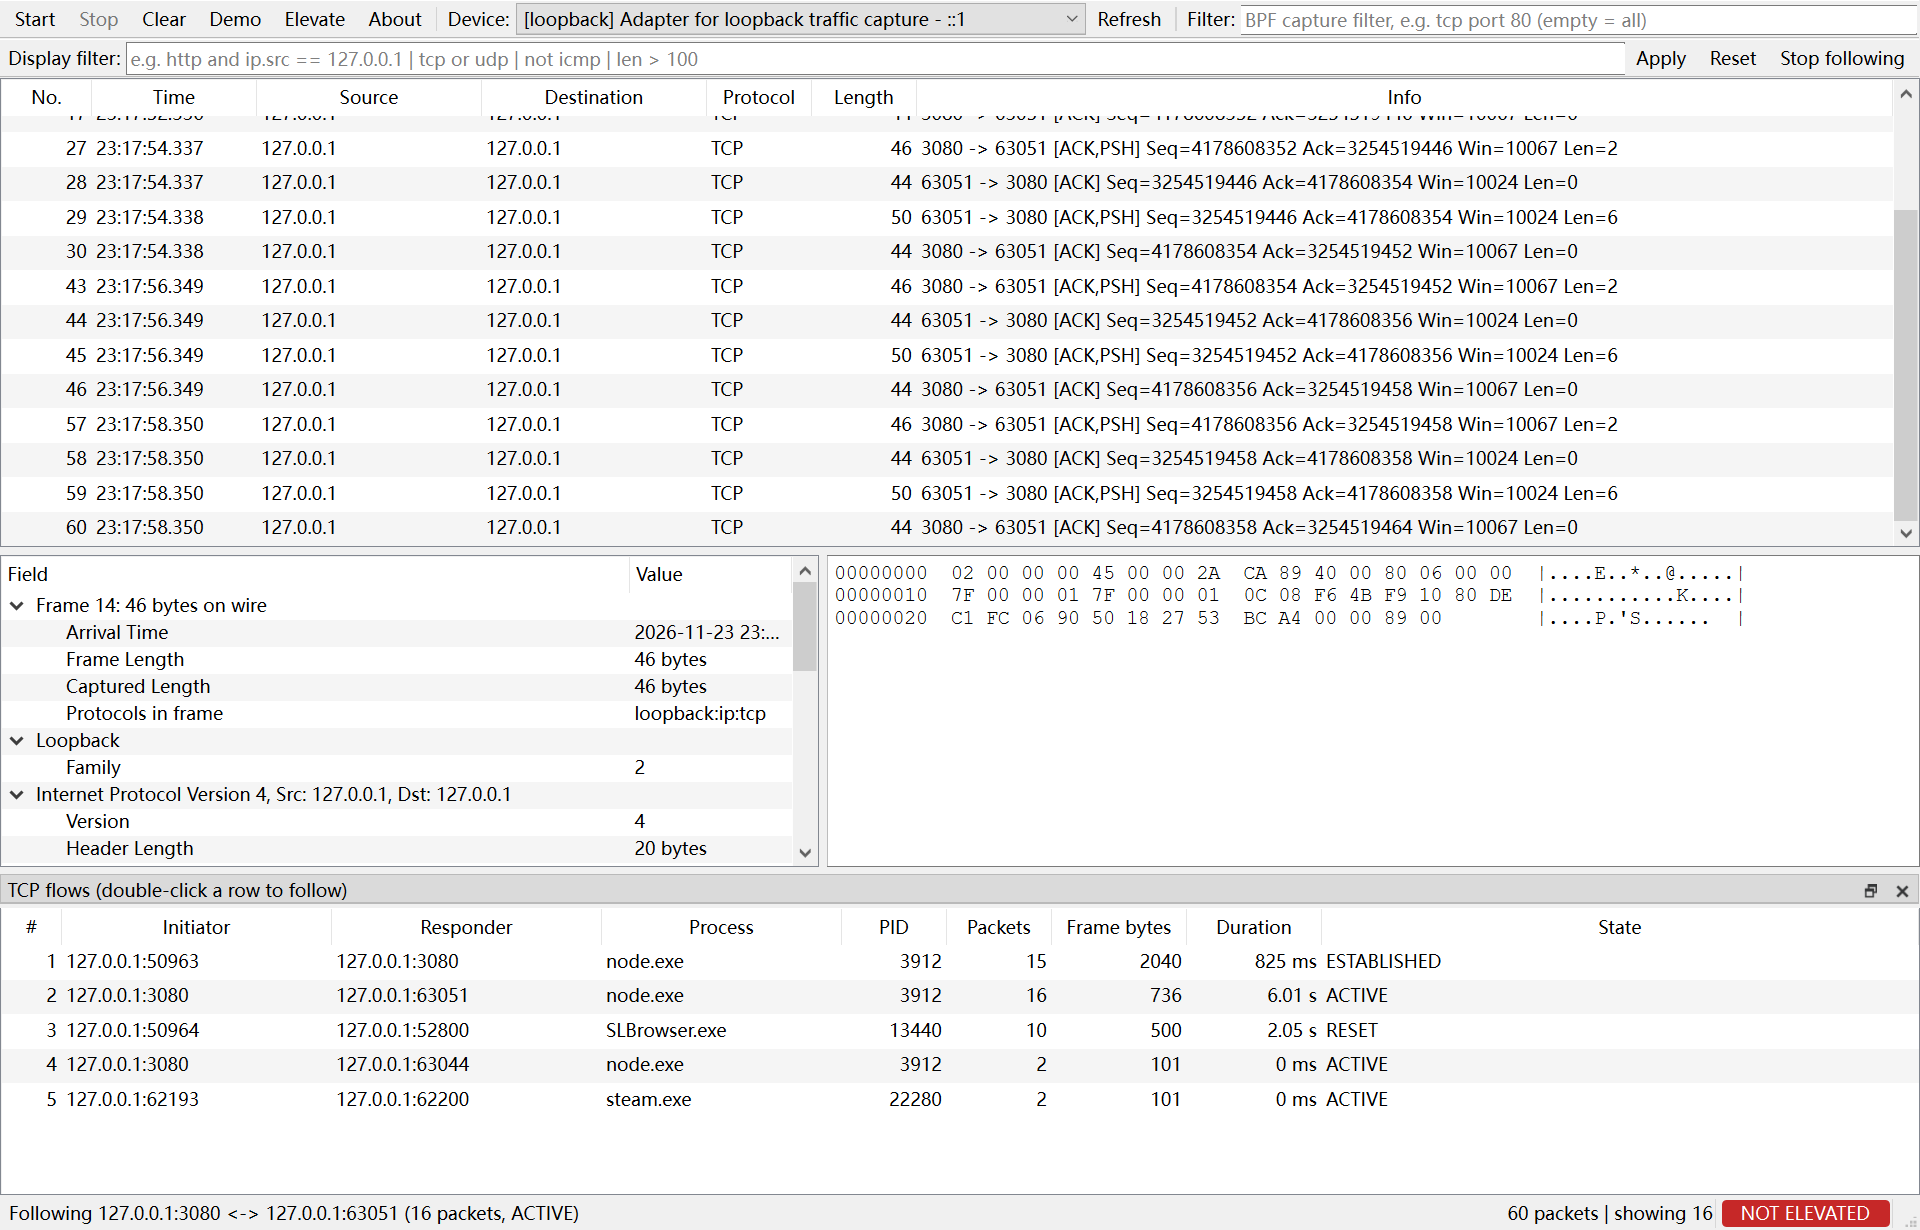 Start Stop Clear Demo Elevate About Device: [loopback] Adapter for loopback traffic capture - ::1 Refresh Filter: BPF capture filter, e.g. tcp port 80 (empty = all)
Display filter: e.g. http and ip.src == 127.0.0.1 | tcp or udp | not icmp | len > 100 Apply Reset Stop following
No. Time Source Destination Protocol Length Info
27 23:17:54.337 127.0.0.1 127.0.0.1 TCP 46 3080 -> 63051 [ACK,PSH] Seq=4178608352 Ack=3254519446 Win=10067 Len=2
28 23:17:54.337 127.0.0.1 127.0.0.1 TCP 44 63051 -> 3080 [ACK] Seq=3254519446 Ack=4178608354 Win=10024 Len=0
29 23:17:54.338 127.0.0.1 127.0.0.1 TCP 50 63051 -> 3080 [ACK,PSH] Seq=3254519446 Ack=4178608354 Win=10024 Len=6
30 23:17:54.338 127.0.0.1 127.0.0.1 TCP 44 3080 -> 63051 [ACK] Seq=4178608354 Ack=3254519452 Win=10067 Len=0
43 23:17:56.349 127.0.0.1 127.0.0.1 TCP 46 3080 -> 63051 [ACK,PSH] Seq=4178608354 Ack=3254519452 Win=10067 Len=2
44 23:17:56.349 127.0.0.1 127.0.0.1 TCP 44 63051 -> 3080 [ACK] Seq=3254519452 Ack=4178608356 Win=10024 Len=0
45 23:17:56.349 127.0.0.1 127.0.0.1 TCP 50 63051 -> 3080 [ACK,PSH] Seq=3254519452 Ack=4178608356 Win=10024 Len=6
46 23:17:56.349 127.0.0.1 127.0.0.1 TCP 44 3080 -> 63051 [ACK] Seq=4178608356 Ack=3254519458 Win=10067 Len=0
57 23:17:58.350 127.0.0.1 127.0.0.1 TCP 46 3080 -> 63051 [ACK,PSH] Seq=4178608356 Ack=3254519458 Win=10067 Len=2
58 23:17:58.350 127.0.0.1 127.0.0.1 TCP 44 63051 -> 3080 [ACK] Seq=3254519458 Ack=4178608358 Win=10024 Len=0
59 23:17:58.350 127.0.0.1 127.0.0.1 TCP 50 63051 -> 3080 [ACK,PSH] Seq=3254519458 Ack=4178608358 Win=10024 Len=6
60 23:17:58.350 127.0.0.1 127.0.0.1 TCP 44 3080 -> 63051 [ACK] Seq=4178608358 Ack=3254519464 Win=10067 Len=0
Field Value
Frame 14: 46 bytes on wire
Arrival Time 2026-11-23 23:...
Frame Length 46 bytes
Captured Length 46 bytes
Protocols in frame loopback:ip:tcp
Loopback
Family 2
Internet Protocol Version 4, Src: 127.0.0.1, Dst: 127.0.0.1
Version 4
Header Length 20 bytes
00000000 02 00 00 00 45 00 00 2A CA 89 40 00 80 06 00 00 |....E..*..@.....|
00000010 7F 00 00 01 7F 00 00 01 0C 08 F6 4B F9 10 80 DE |...........K....|
00000020 C1 FC 06 90 50 18 27 53 BC A4 00 00 89 00 |....P.'S...... |
TCP flows (double-click a row to follow)
# Initiator Responder Process PID Packets Frame bytes Duration State
1 127.0.0.1:50963 127.0.0.1:3080 node.exe 3912 15 2040 825 ms ESTABLISHED
2 127.0.0.1:3080 127.0.0.1:63051 node.exe 3912 16 736 6.01 s ACTIVE
3 127.0.0.1:50964 127.0.0.1:52800 SLBrowser.exe 13440 10 500 2.05 s RESET
4 127.0.0.1:3080 127.0.0.1:63044 node.exe 3912 2 101 0 ms ACTIVE
5 127.0.0.1:62193 127.0.0.1:62200 steam.exe 22280 2 101 0 ms ACTIVE
Following 127.0.0.1:3080 <-> 127.0.0.1:63051 (16 packets, ACTIVE) 60 packets | showing 16 NOT ELEVATED